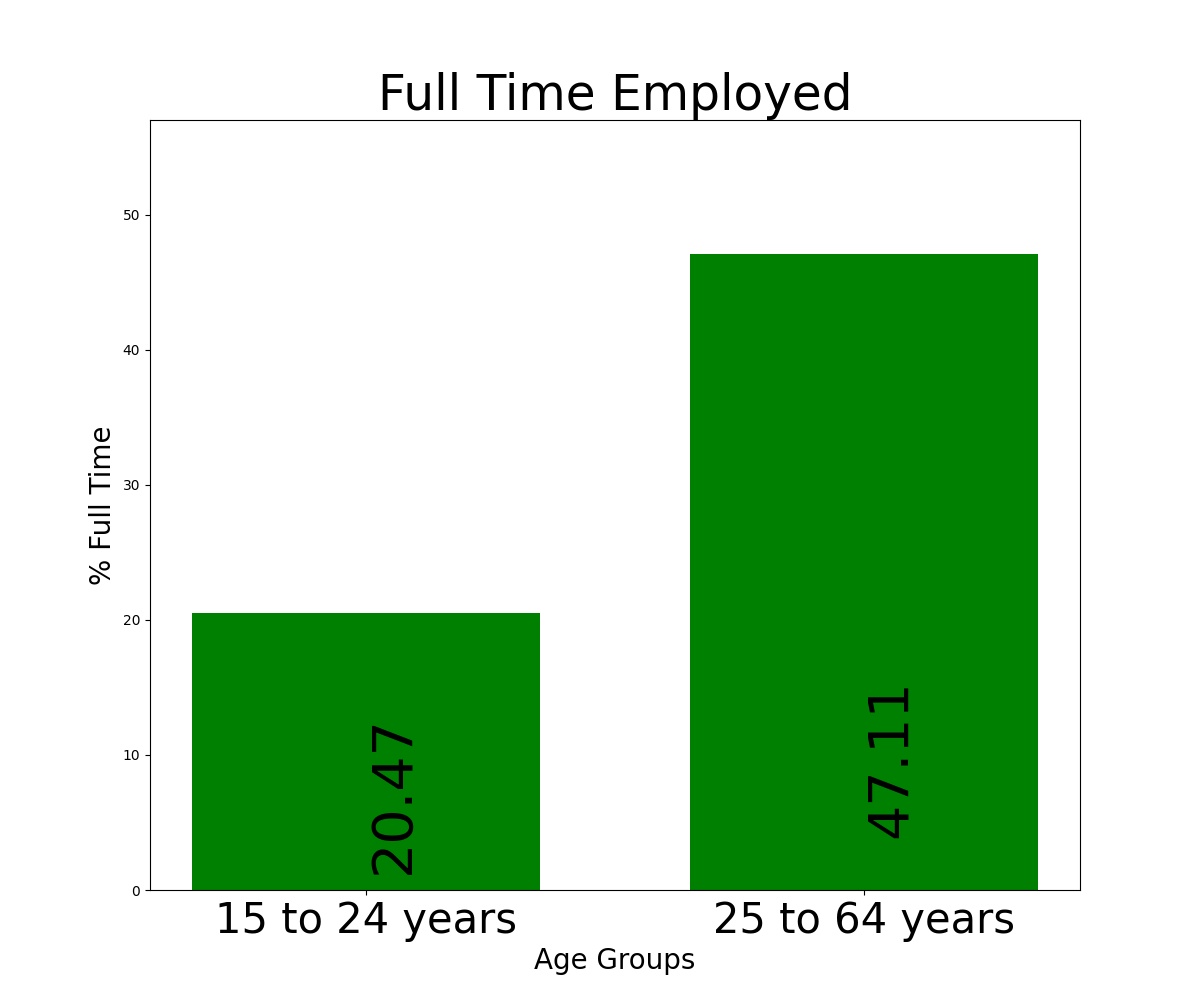 Full Time Employed
% Full Time
50
40
30
20
10
0
20.47
47.11
15 to 24 years
25 to 64 years
Age Groups